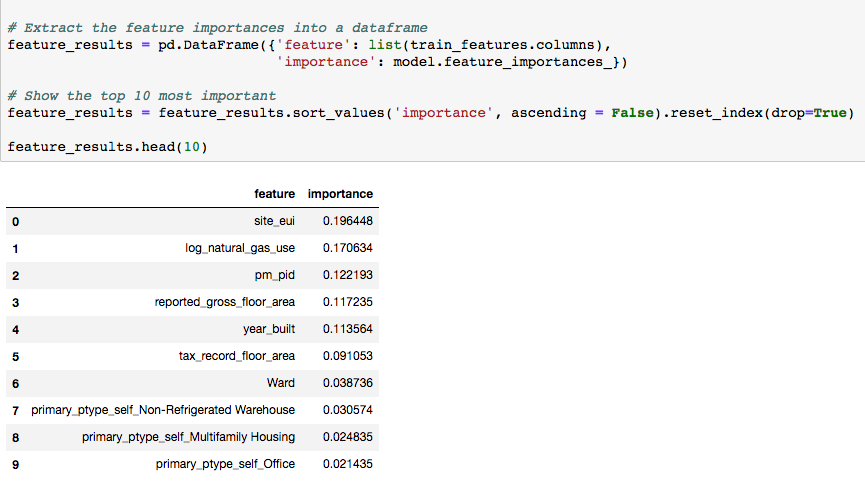 # Extract the feature importances into a dataframe
feature_results = pd.DataFrame({'feature': list(train_features.columns),
                                'importance': model.feature_importances_})
# Show the top 10 most important
feature_results = feature_results.sort_values('importance', ascending = False).reset_index(drop=True)
feature_results.head(10)
feature importance
0 site_eui 0.196448
1 log_natural_gas_use 0.170634
2 pm_pid 0.122193
3 reported_gross_floor_area 0.117235
4 year_built 0.113564
5 tax_record_floor_area 0.091053
6 Ward 0.038736
7 primary_ptype_self_Non-Refrigerated Warehouse 0.030574
8 primary_ptype_self_Multifamily Housing 0.024835
9 primary_ptype_self_Office 0.021435